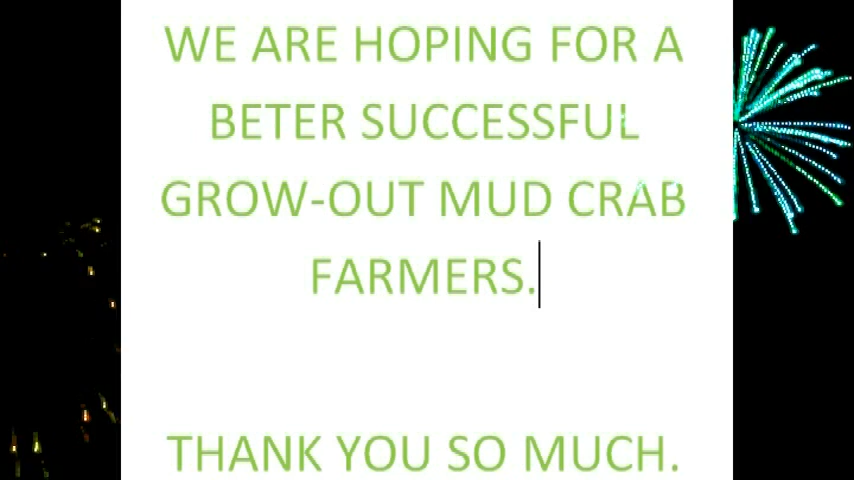 WE ARE HOPING FOR A
BETER SUCCESSFUL
GROW-OUT MUD CRAB
FARMERS.
THANK YOU SO MUCH.